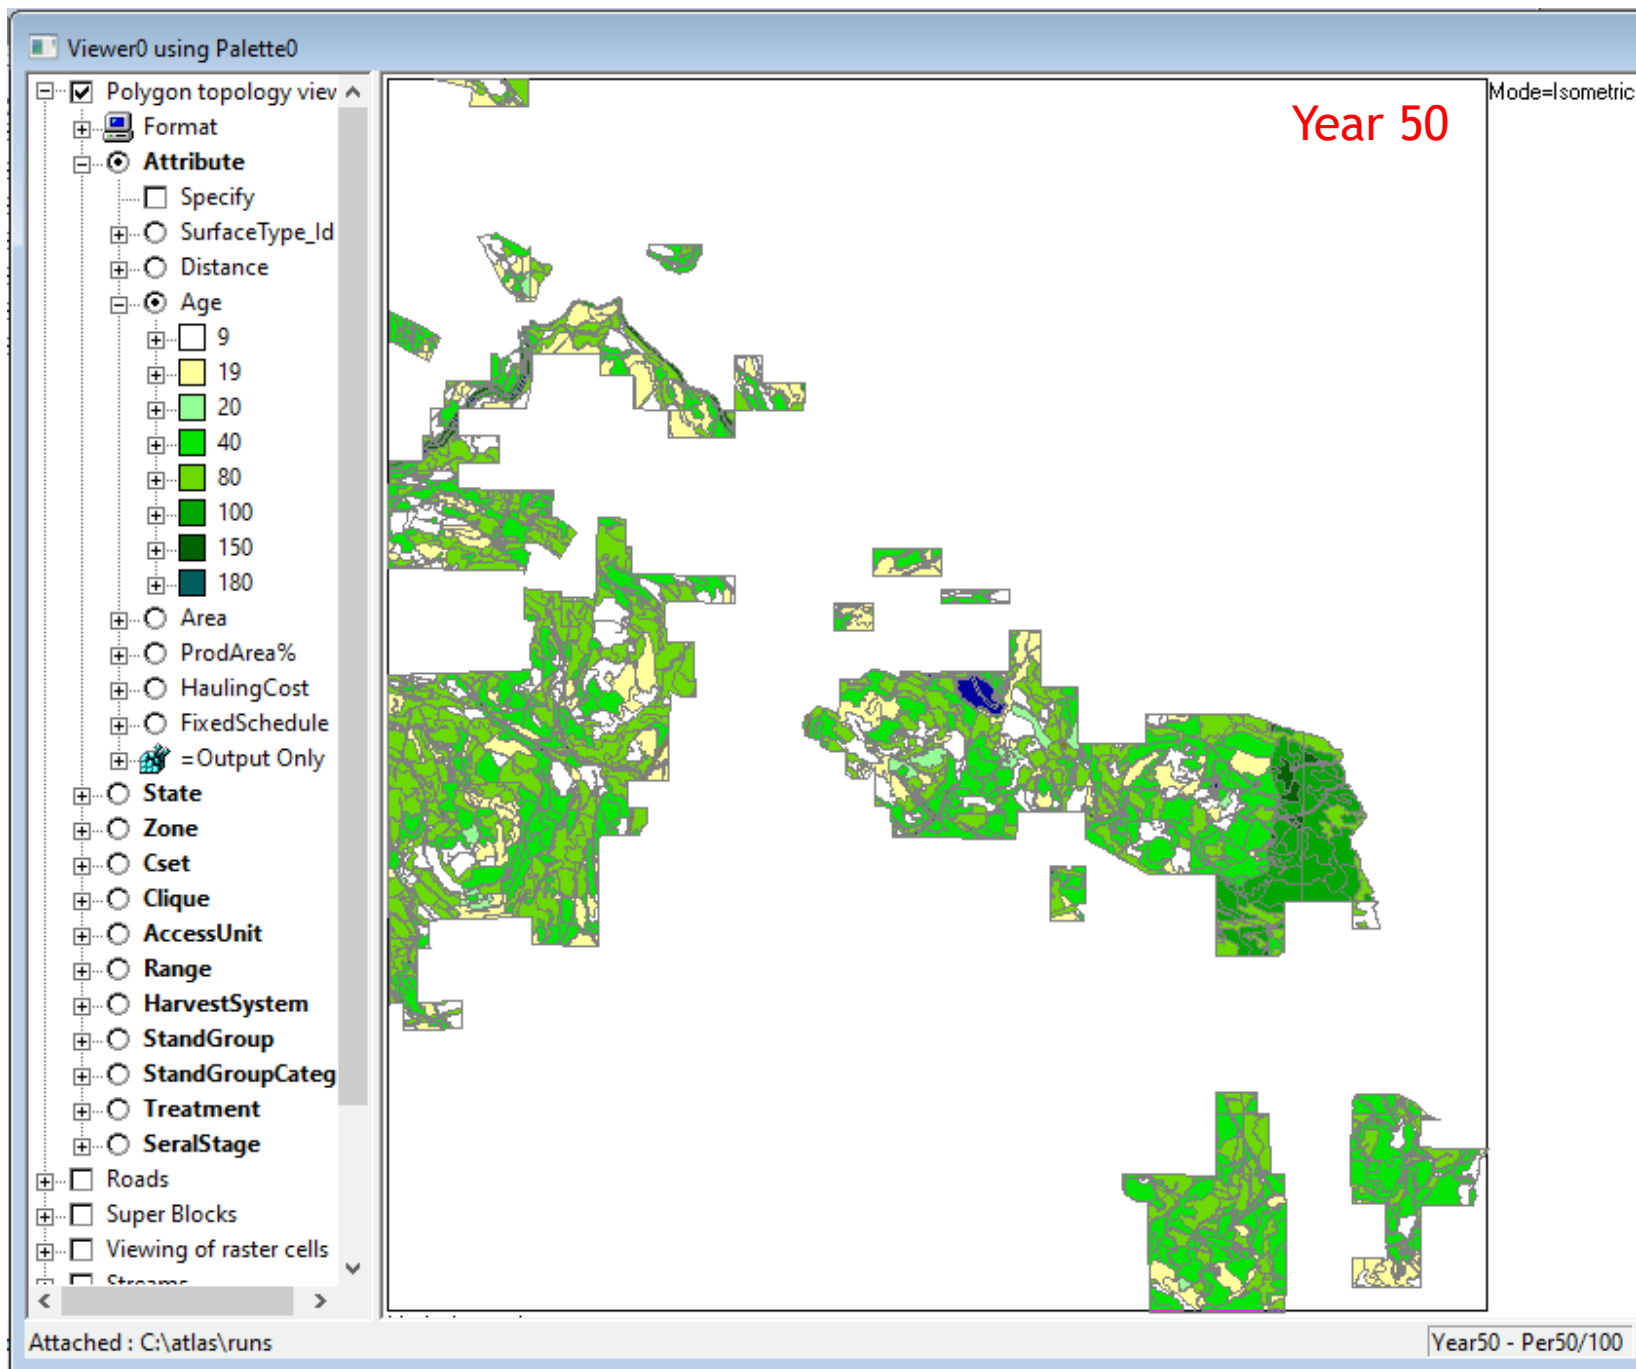 Viewer0 using Palette0
Polygon topology view
Format
Attribute
Specify
SurfaceType_Id
Distance
Age
9
19
20
40
80
100
150
180
Area
ProdArea%
HaulingCost
FixedSchedule
=Output Only
State
Zone
Cset
Clique
AccessUnit
Range
HarvestSystem
StandGroup
StandGroupCateg
Treatment
SeralStage
Roads
Super Blocks
Viewing of raster cells
Streams
Year 50
Mode=Isometric
Attached : C:\atlas\runs
Year50 - Per50/100